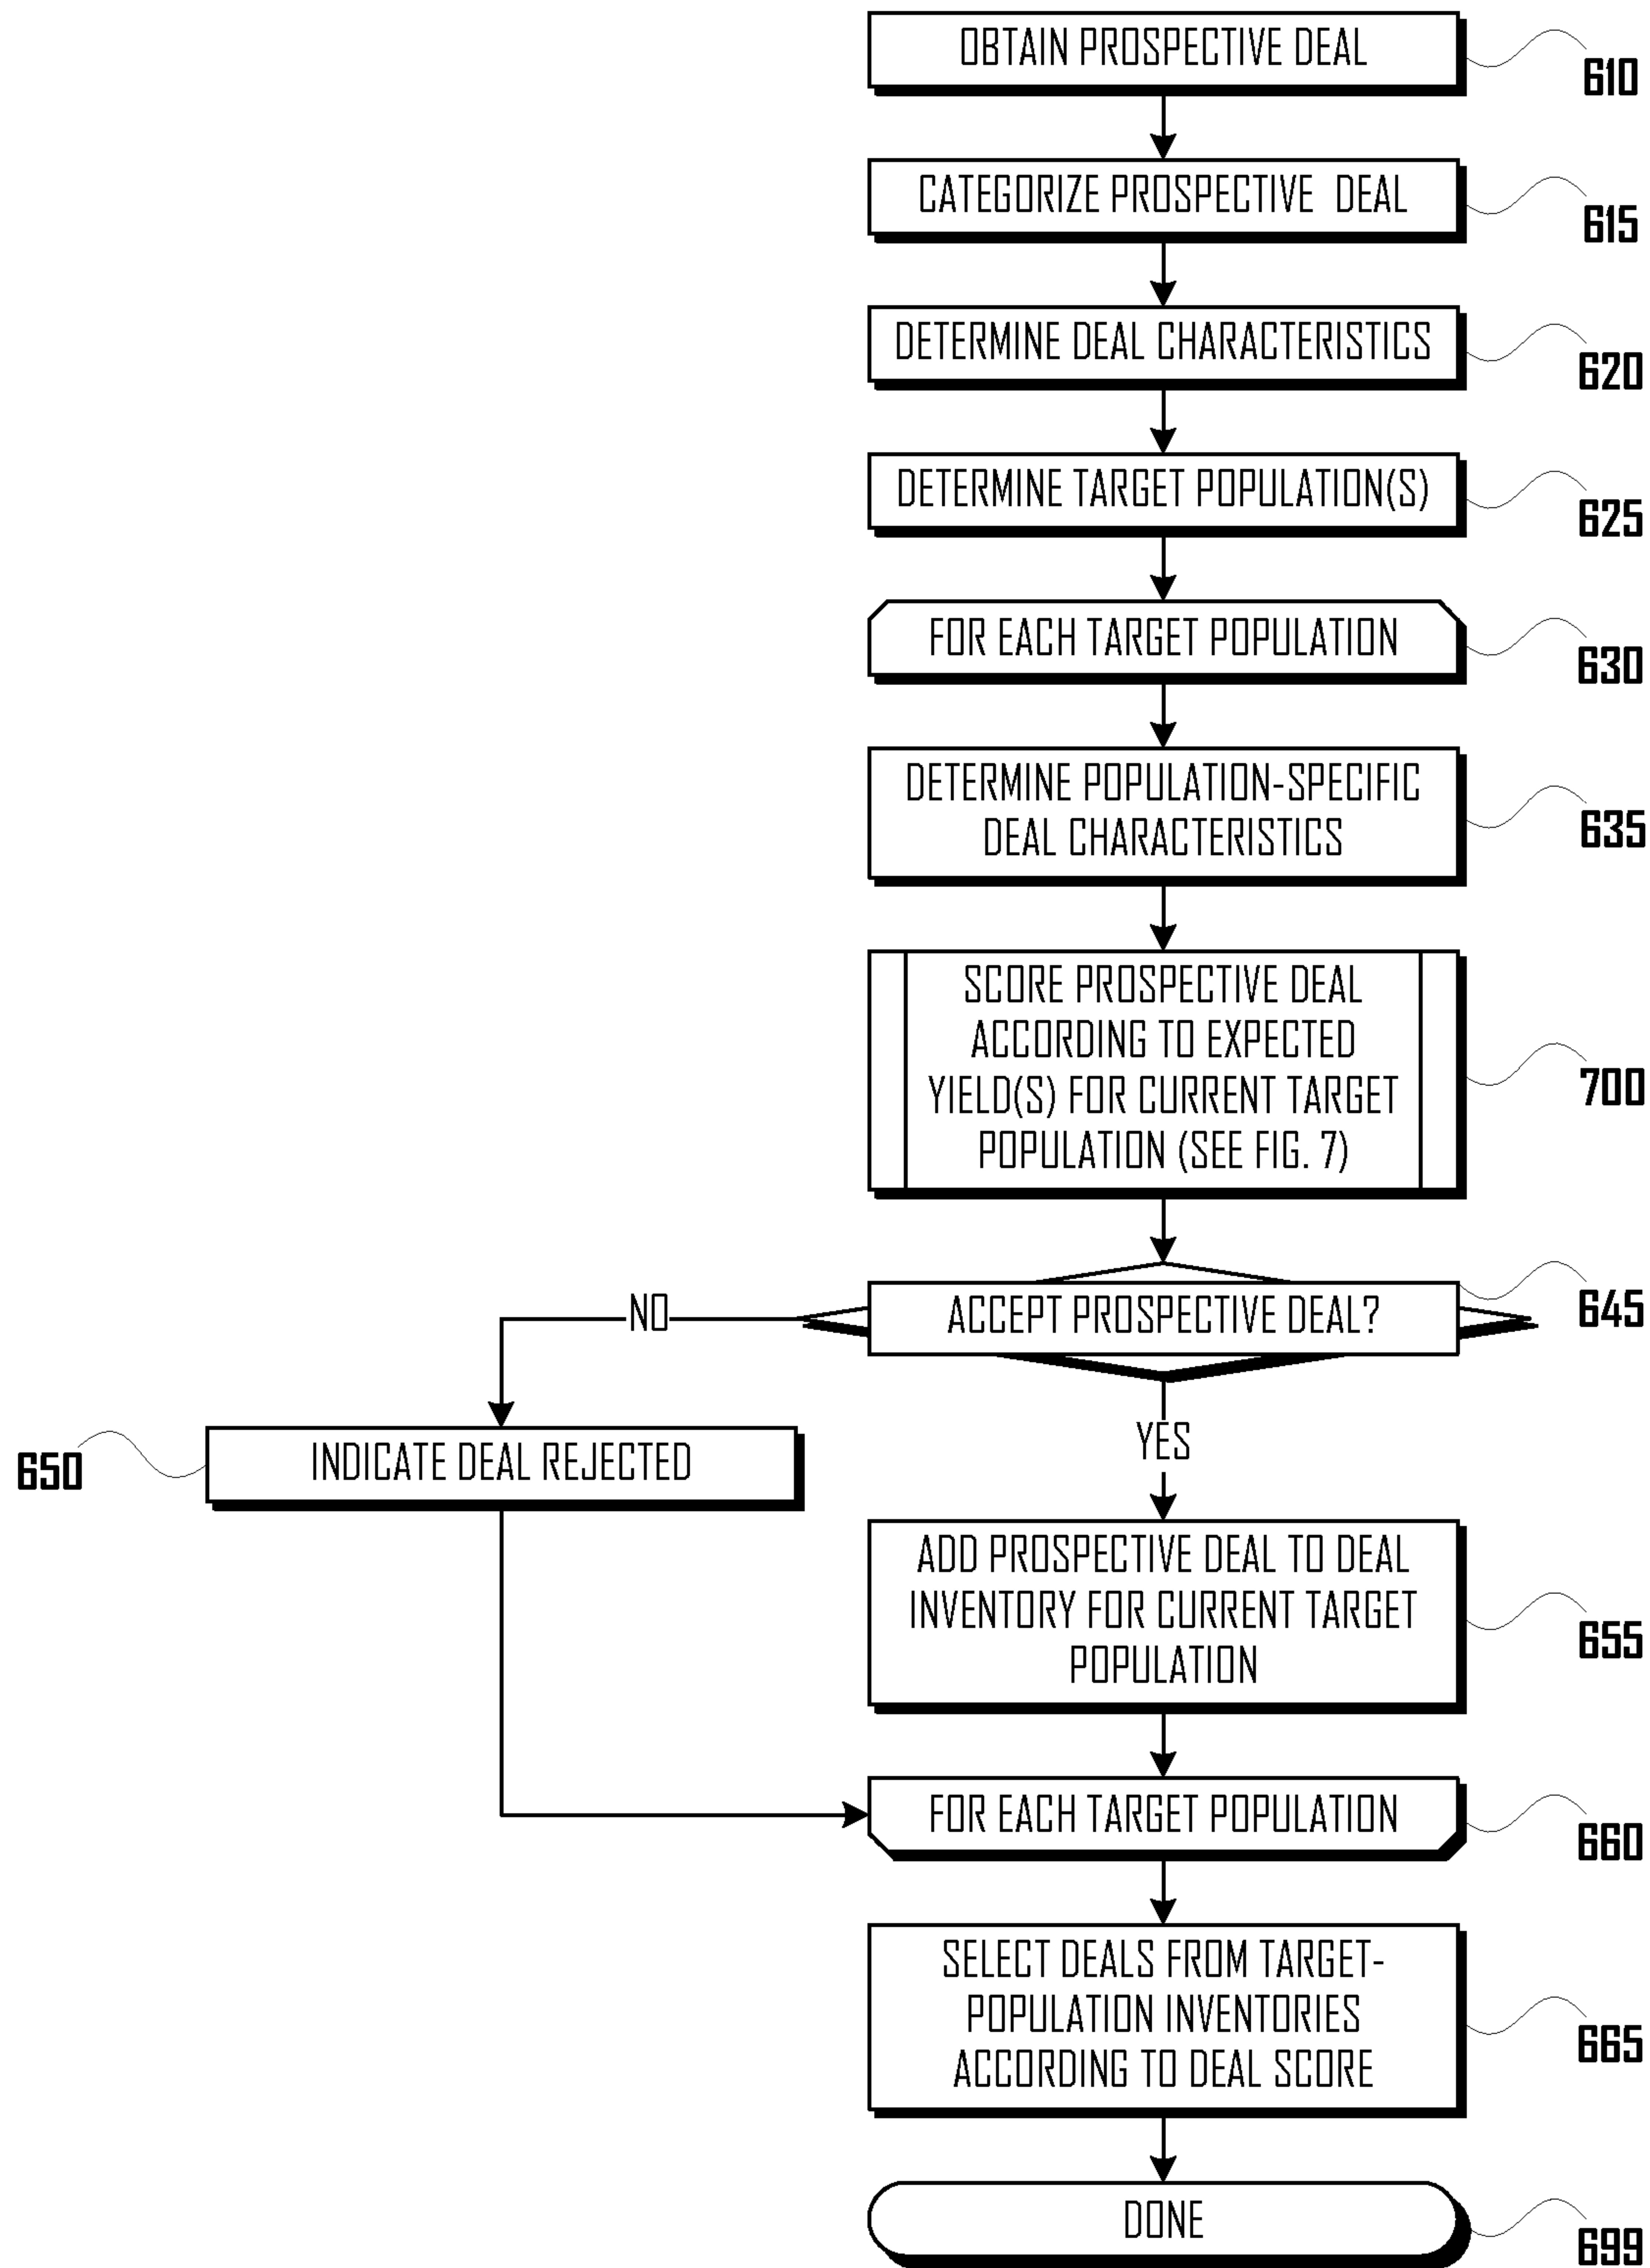 OBTAIN PROSPECTIVE DEAL
610
CATEGORIZE PROSPECTIVE DEAL
615
DETERMINE DEAL CHARACTERISTICS
620
DETERMINE TARGET POPULATION(S)
625
FOR EACH TARGET POPULATION
630
DETERMINE POPULATION-SPECIFIC
DEAL CHARACTERISTICS
635
SCORE PROSPECTIVE DEAL
ACCORDING TO EXPECTED
YIELD(S) FOR CURRENT TARGET
POPULATION (SEE FIG. 7)
700
ACCEPT PROSPECTIVE DEAL?
645
NO
YES
INDICATE DEAL REJECTED
650
ADD PROSPECTIVE DEAL TO DEAL
INVENTORY FOR CURRENT TARGET
POPULATION
655
FOR EACH TARGET POPULATION
660
SELECT DEALS FROM TARGET-
POPULATION INVENTORIES
ACCORDING TO DEAL SCORE
665
DONE
699